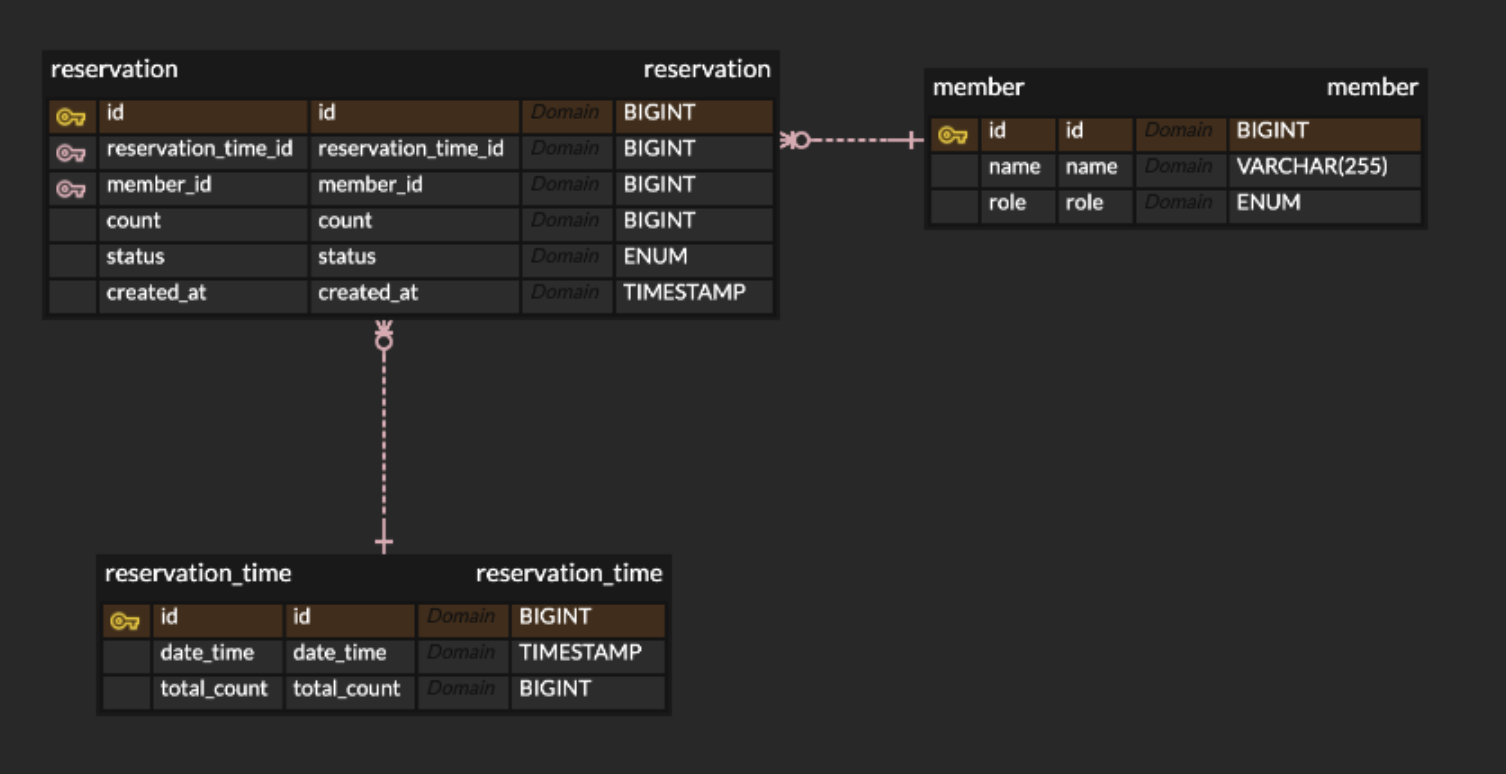 reservation reservation
id id Domain BIGINT
reservation_time_id reservation_time_id Domain BIGINT
member_id member_id Domain BIGINT
count count Domain BIGINT
status status Domain ENUM
created_at created_at Domain TIMESTAMP
member member
id id Domain BIGINT
name name Domain VARCHAR(255)
role role Domain ENUM
reservation_time reservation_time
id id Domain BIGINT
date_time date_time Domain TIMESTAMP
total_count total_count Domain BIGINT